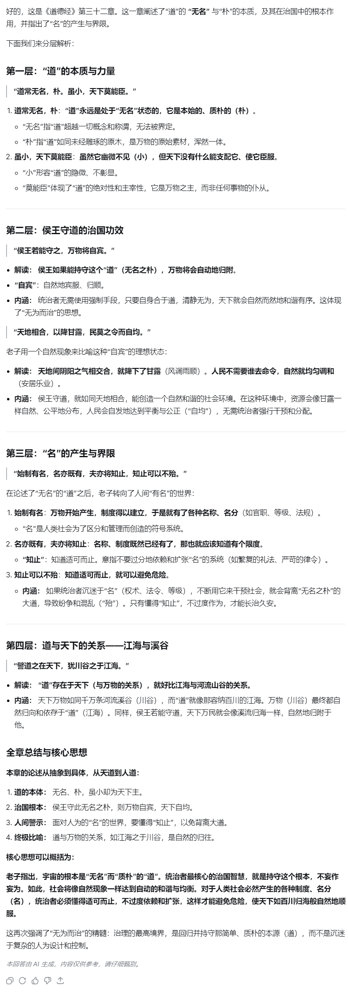 好的，这是《道德经》第三十二章。这一章阐述了“道”的 “无名” 与“朴”的本质，及其在治国中的根本作
用，并指出了“名”的产生与界限。
下面我们来分层解析：
第一层：“道”的本质与力量
“道常无名，朴。虽小，天下莫能臣。”
1. 道常无名，朴：“道”永远是处于“无名”状态的，它是本始的、质朴的（朴）。
“无名”指“道”超越一切概念和称谓，无法被界定。
“朴”指“道”如同未经雕琢的原木，是万物的原始素材，浑然一体。
2. 虽小，天下莫能臣：虽然它幽微不见（小），但天下没有什么能支配它、使它臣服。
“小”形容“道”的隐微、不彰显。
“莫能臣”体现了“道”的绝对性和主宰性，它是万物之主，而非任何事物的仆从。
第二层：侯王守道的治国功效
“侯王若能守之，万物将自宾。”
解读： 侯王如果能持守这个“道”（无名之朴），万物将会自动地归附。
“自宾”：自然地宾服、归顺。
内涵： 统治者无需使用强制手段，只要自身合于道，清静无为，天下就会自然而然地和谐有序。这体现
了“无为而治”的思想。
“天地相合，以降甘露，民莫之令而自均。”
老子用一个自然现象来比喻这种“自宾”的理想状态：
解读： 天地间阴阳之气相交合，就降下了甘露（风调雨顺）。人民不需要谁去命令，自然就均匀调和
（安居乐业）。
内涵： 侯王守道，就如同天地相合，能创造一个自然和谐的社会环境。在这种环境中，资源会像甘露一
样自然、公平地分布，人民会自发地达到平衡与公正（“自均”），无需统治者强行干预和分配。
第三层：“名”的产生与界限
“始制有名，名亦既有，夫亦将知止，知止可以不殆。”
在论述了“无名”的“道”之后，老子转向了人间“有名”的世界：
1. 始制有名：万物开始产生，制度得以建立，于是就有了各种名称、名分（如官职、等级、法规）。
“名”是人类社会为了区分和管理而创造的符号系统。
2. 名亦既有，夫亦将知止：名称、制度既然已经有了，那也就应该知道有个限度。
“知止”：知道适可而止。意指不要过分地依赖和扩张“名”的系统（如繁复的礼法、严苛的律令）。
3. 知止可以不殆：知道适可而止，就可以避免危险。
内涵： 如果统治者沉迷于“名”（权术、法令、等级），不断用它来干预社会，就会背离“无名之朴”的
大道，导致纷争和混乱（“殆”）。只有懂得“知止”，不过度作为，才能长治久安。
第四层：道与天下的关系——江海与溪谷
“譬道之在天下，犹川谷之于江海。”
解读： “道”存在于天下（与万物的关系），就好比江海与河流山谷的关系。
内涵： 天下万物如同千万条河流溪谷（川谷），而“道”就像那容纳百川的江海。万物（川谷）最终都自
然归向和依存于“道”（江海）。同样，侯王若能守道，天下万民就会像溪流归海一样，自然地归附于
他。
全章总结与核心思想
本章的论述从抽象到具体，从天道到人道：
1. 道的本体： 无名、朴，虽小却为天下主。
2. 治国根本： 侯王守此无名之朴，则万物自宾，天下自均。
3. 人间警示： 面对人为的“名”的世界，要懂得“知止”，以免背离大道。
4. 终极比喻： 道与万物的关系，如江海之于川谷，是自然的归往。
核心思想可以概括为：
老子指出，宇宙的根本是“无名”而“质朴”的“道”。统治者最核心的治国智慧，就是持守这个根本，不妄作
妄为。如此，社会将像自然现象一样达到自动的和谐与均衡。对于人类社会必然产生的各种制度、名分
（名），统治者必须懂得适可而止，不过度依赖和扩张，这样才能避免危险，使天下如百川归海般自然地顺
服。
这再次强调了“无为而治”的精髓：治理的最高境界，是回归并持守那简单、质朴的本源（道），而不是沉迷
于复杂的人为设计和控制。
本回答由 AI 生成，内容仅供参考，请仔细甄别。